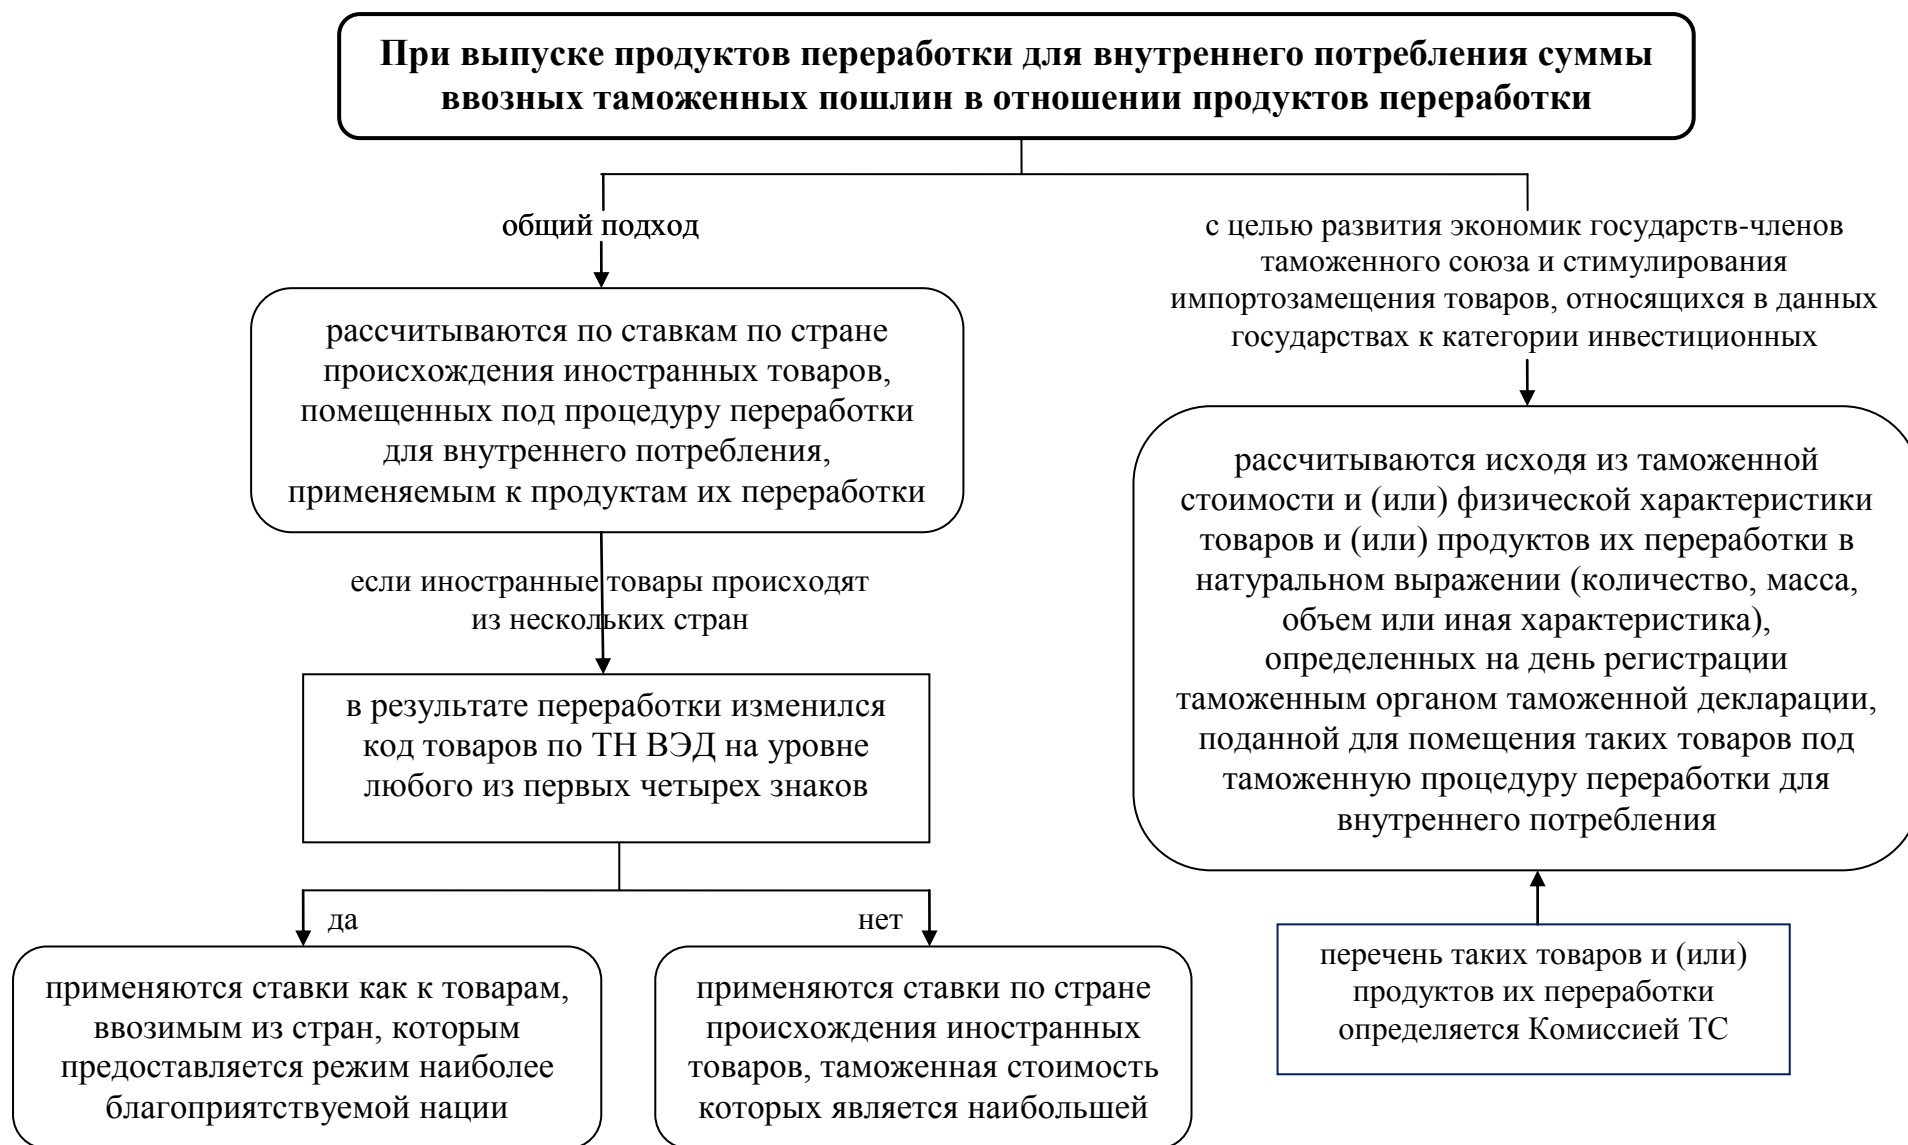 При выпуске продуктов переработки для внутреннего потребления суммы
ввозных таможенных пошлин в отношении продуктов переработки
общий подход
рассчитываются по ставкам по стране
происхождения иностранных товаров,
помещенных под процедуру переработки
для внутреннего потребления,
применяемым к продуктам их переработки
если иностранные товары происходят
из нескольких стран
в результате переработки изменился
код товаров по ТН ВЭД на уровне
любого из первых четырех знаков
да
нет
применяются ставки как к товарам,
ввозимым из стран, которым
предоставляется режим наиболее
благоприятствуемой нации
применяются ставки по стране
происхождения иностранных
товаров, таможенная стоимость
которых является наибольшей
с целью развития экономик государств-членов
таможенного союза и стимулирования
импортозамещения товаров, относящихся в данных
государствах к категории инвестиционных
рассчитываются исходя из таможенной
стоимости и (или) физической характеристики
товаров и (или) продуктов их переработки в
натуральном выражении (количество, масса,
объем или иная характеристика),
определенных на день регистрации
таможенным органом таможенной декларации,
поданной для помещения таких товаров под
таможенную процедуру переработки для
внутреннего потребления
перечень таких товаров и (или)
продуктов их переработки
определяется Комиссией ТС